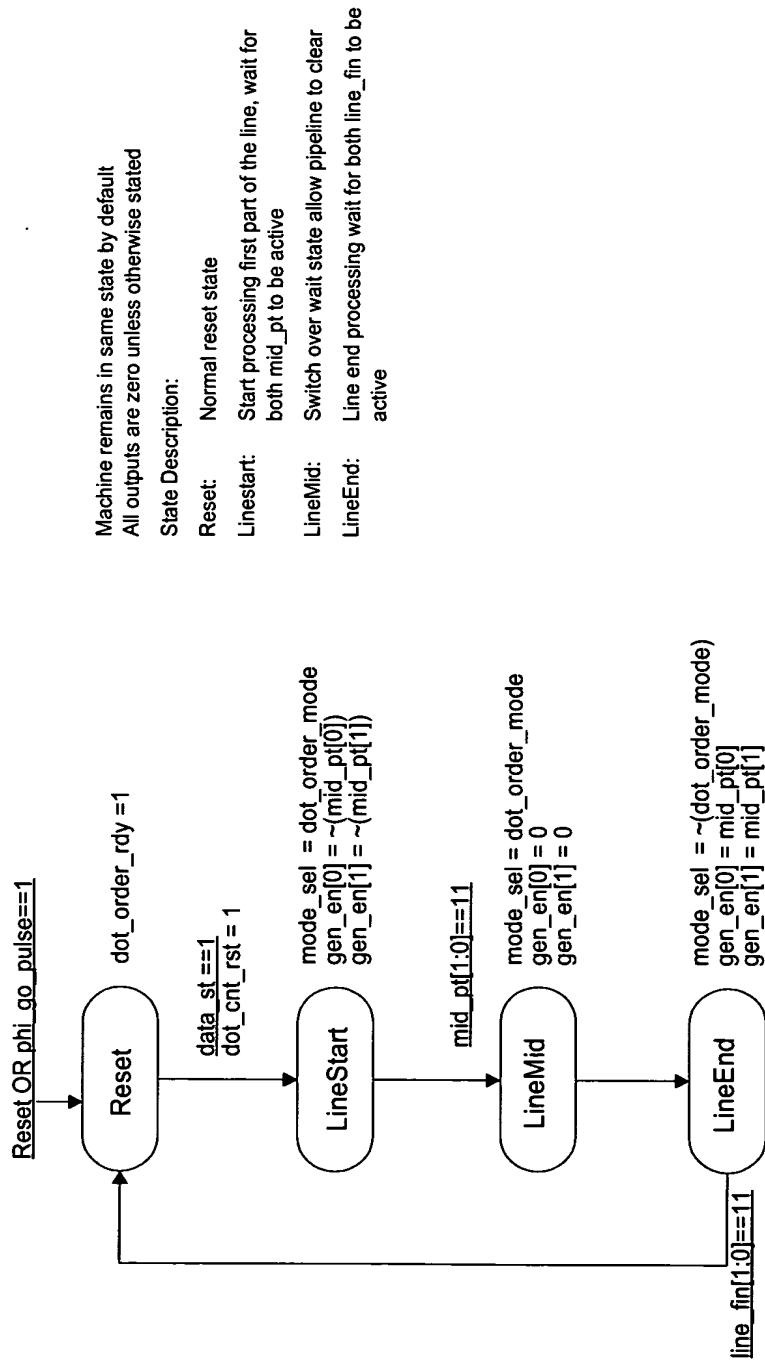 Reset OR phi_go_pulse==1
Reset
dot_order_rdy =1
data_st ==1
dot_cnt_rst = 1
LineStart
mode_sel = dot_order_mode
gen_en[0] = ~(mid_pt[0])
gen_en[1] = ~(mid_pt[1])
mid_pt[1:0]==11
LineMid
mode_sel = dot_order_mode
gen_en[0] = 0
gen_en[1] = 0
LineEnd
mode_sel = ~(dot_order_mode)
gen_en[0] = mid_pt[0]
gen_en[1] = mid_pt[1]
line_fin[1:0]==11
Machine remains in same state by default
All outputs are zero unless otherwise stated
State Description:
Reset: Normal reset state
Linestart: Start processing first part of the line, wait for
both mid_pt to be active
LineMid: Switch over wait state allow pipeline to clear
LineEnd: Line end processing wait for both line_fin to be
active